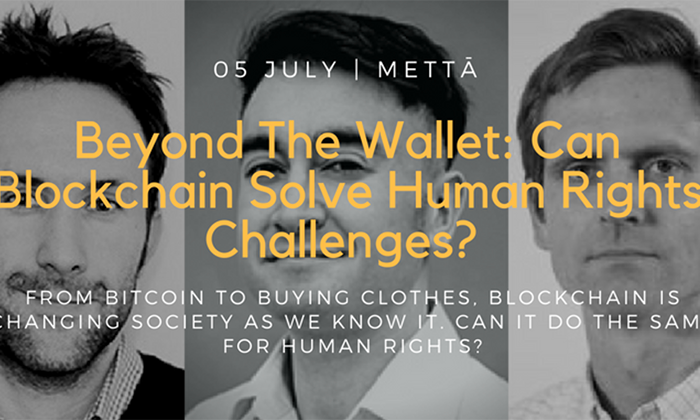 05 JULY | METTĀ
Beyond The Wallet: Can
Blockchain Solve Human Rights
Challenges?
FROM BITCOIN TO BUYING CLOTHES, BLOCKCHAIN IS
CHANGING SOCIETY AS WE KNOW IT. CAN IT DO THE SAM
FOR HUMAN RIGHTS?